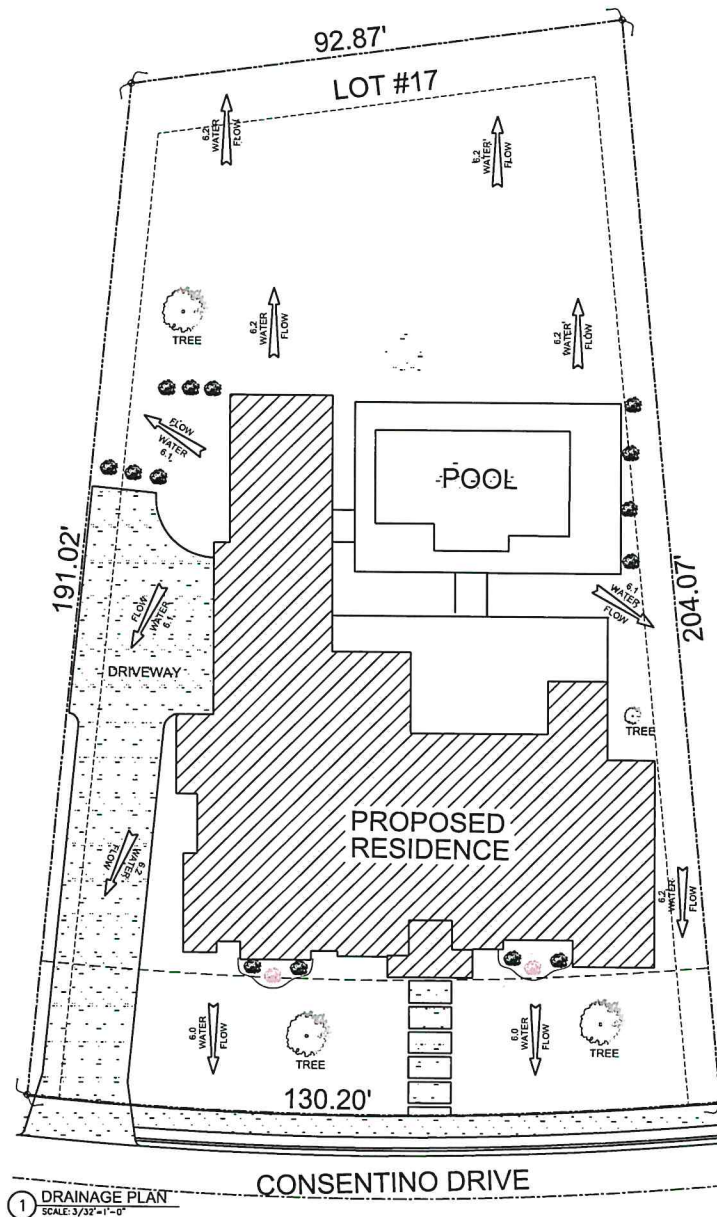 92.87'
LOT #17
6.2
WATER
FLOW
6.2
WATER'
FLOW
6.2
WATER
FLOW
6.2
WATER'
FLOW
TREE
FLOW
WATER
6.1.
POOL
191.02'
204.07'
6.1
WATER
FLOW
FLOW
WATER
6.1.
DRIVEWAY
TREE
PROPOSED
RESIDENCE
6.2
WATER.
FLOW
6.2
WATER
FLOW
6.0
WATER
FLOW
TREE
6.0
WATER
FLOW
TREE
130.20'
CONSENTINO DRIVE
1 DRAINAGE PLAN
SCALE: 3/32"=1'-0"